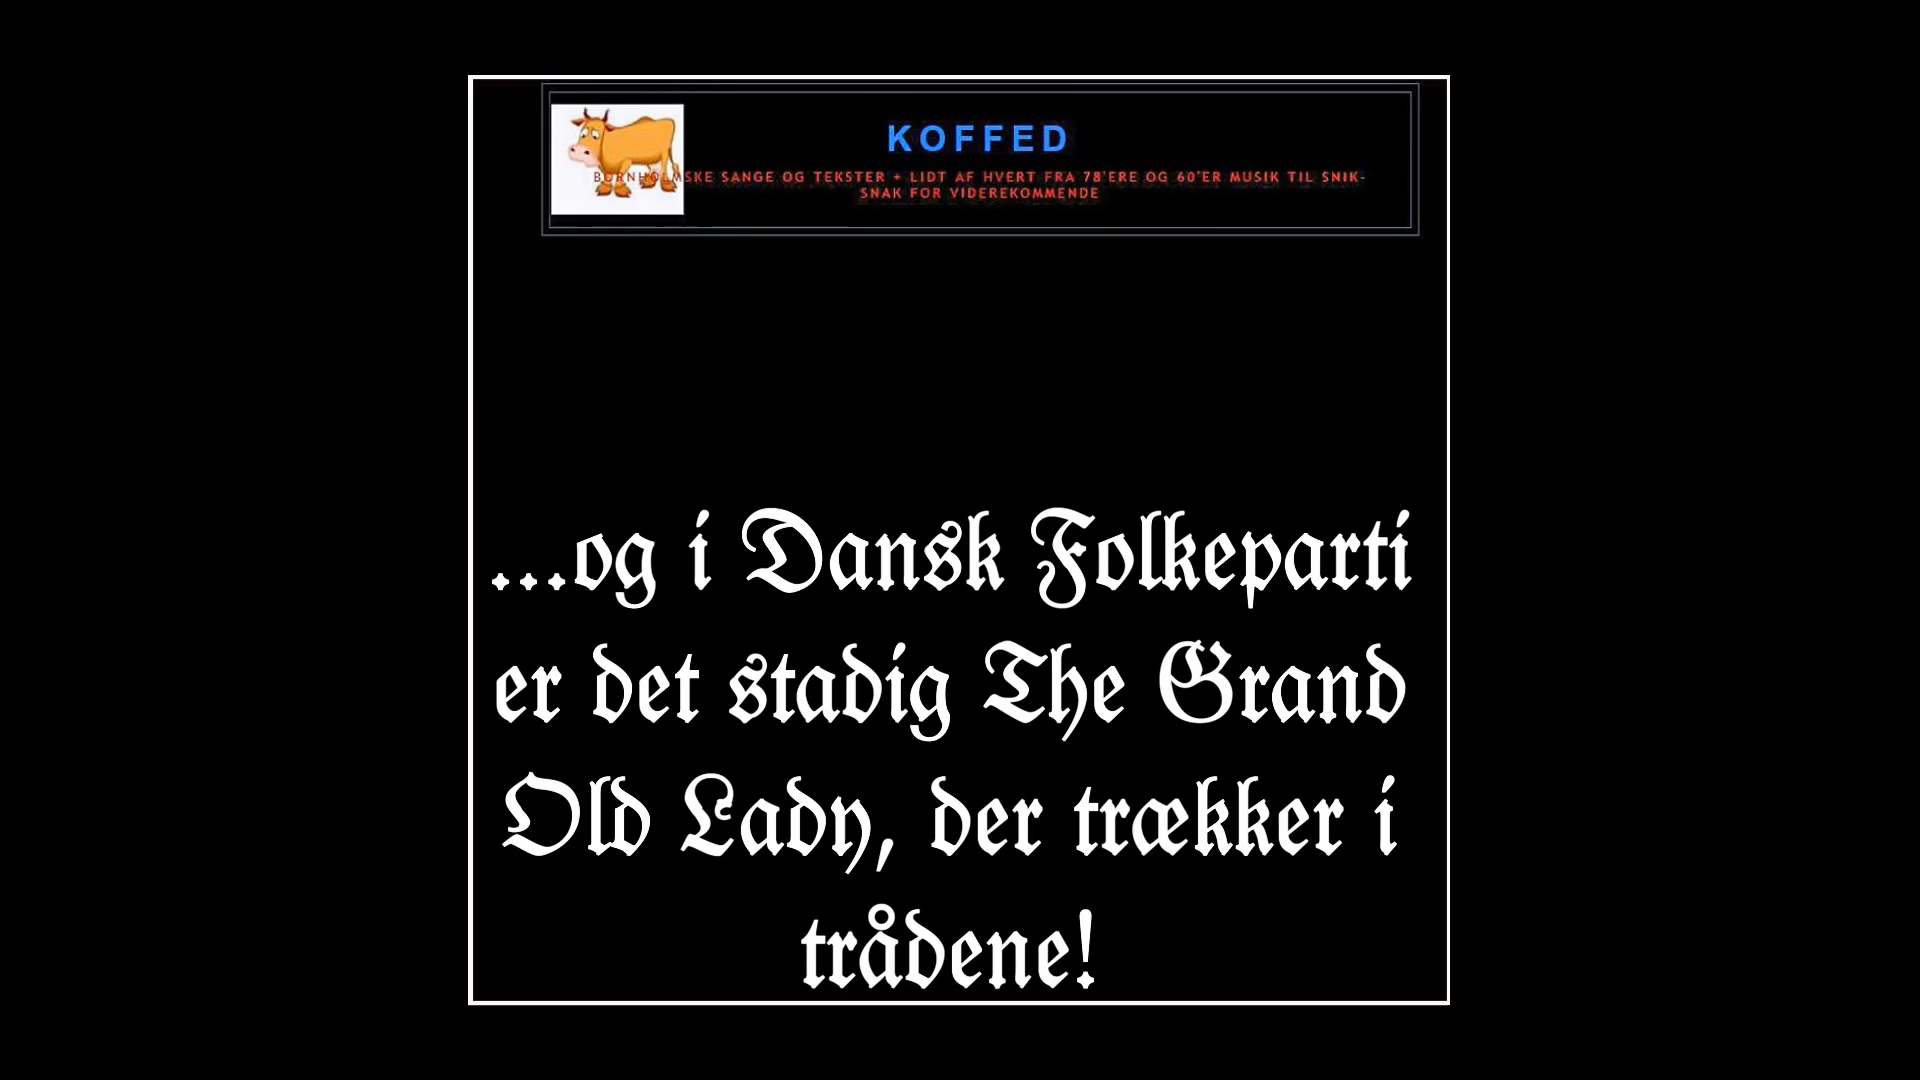 KOFFED
BORNHOLMSKE SANGE OG TEKSTER + LIDT AF HVERT FRA 78'ERE OG 60'ER MUSIK TIL SNIK-
SNAK FOR VIDEREKOMMENDE
...og i Dansk Folkeparti
er det stadig The Grand
Old Lady, der trækker i
trådene!